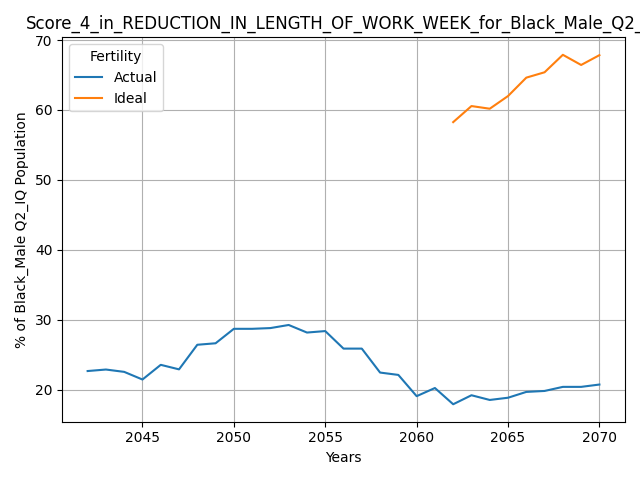 Score_4_in_REDUCTION_IN_LENGTH_OF_WORK_WEEK_for_Black_Male_Q2_
70
60
50
40
30
20
% of Black_Male Q2_IQ Population
Fertility
Actual
Ideal
2045 2050 2055 2060 2065 2070
Years